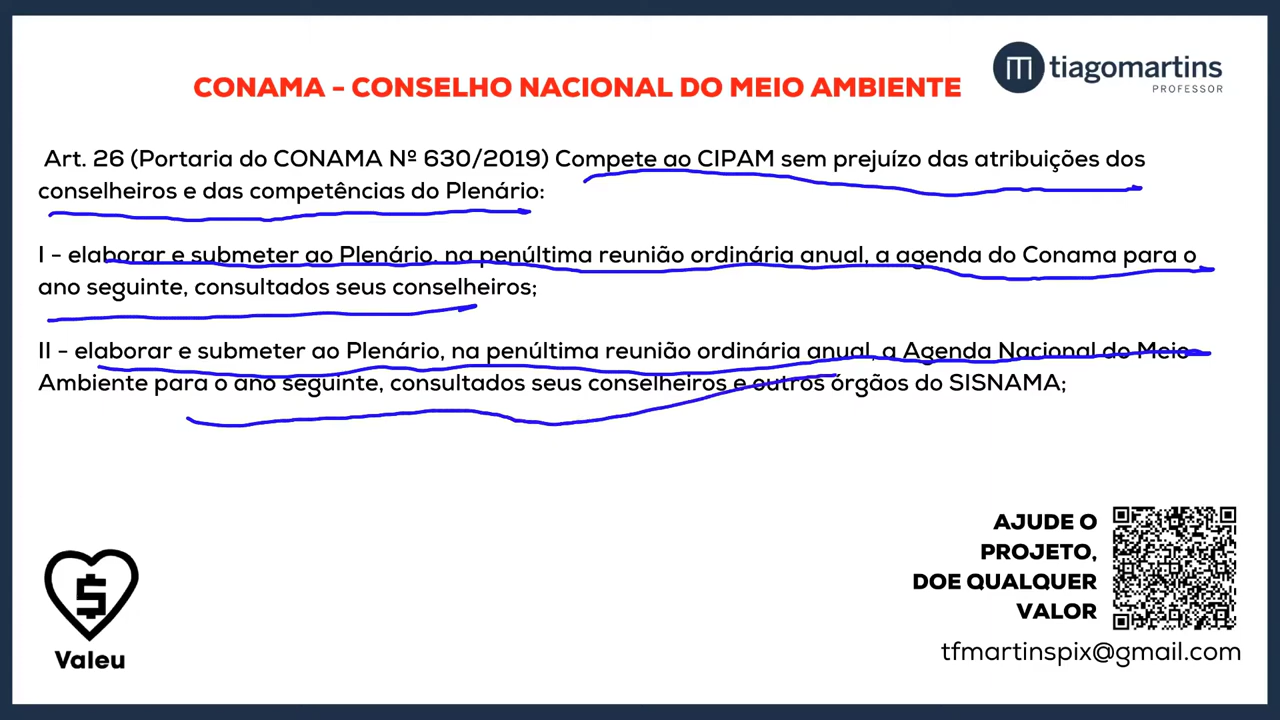 CONAMA - CONSELHO NACIONAL DO MEIO AMBIENTE
tiagomartins
PROFESSOR
Art. 26 (Portaria do CONAMA Nº 630/2019) Compete ao CIPAM sem prejuízo das atribuições dos
conselheiros e das competências do Plenário:
I - elaborar e submeter ao Plenário, na penúltima reunião ordinária anual, a agenda do Conama para o
ano seguinte, consultados seus conselheiros;
II - elaborar e submeter ao Plenário, na penúltima reunião ordinária anual, a Agenda Nacional do Meio
Ambiente para o ano seguinte, consultados seus conselheiros e outros órgãos do SISNAMA;
AJUDE O
PROJETO,
DOE QUALQUER
VALOR
tfmartinspix@gmail.com
$
Valeu